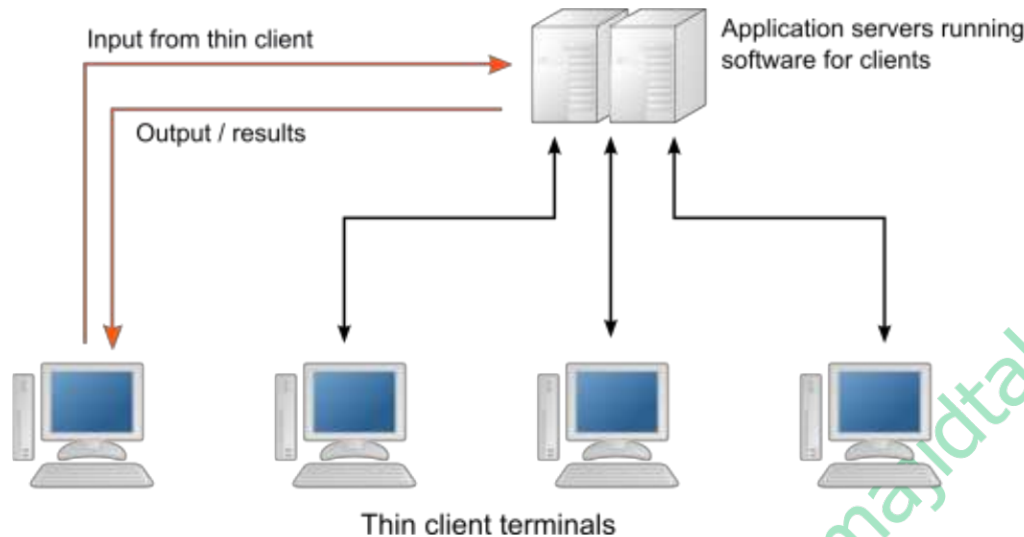 Input from thin client
Application servers running
software for clients
Output / results
Thin client terminals